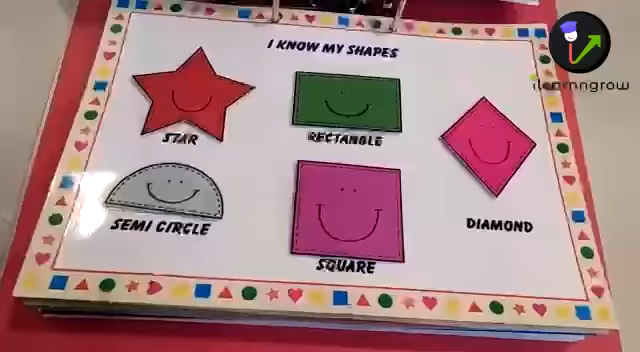 I KNOW MY SHAPES
STAR
RECTANGLE
SEMI CIRCLE
SQUARE
DIAMOND
ilearnngrow